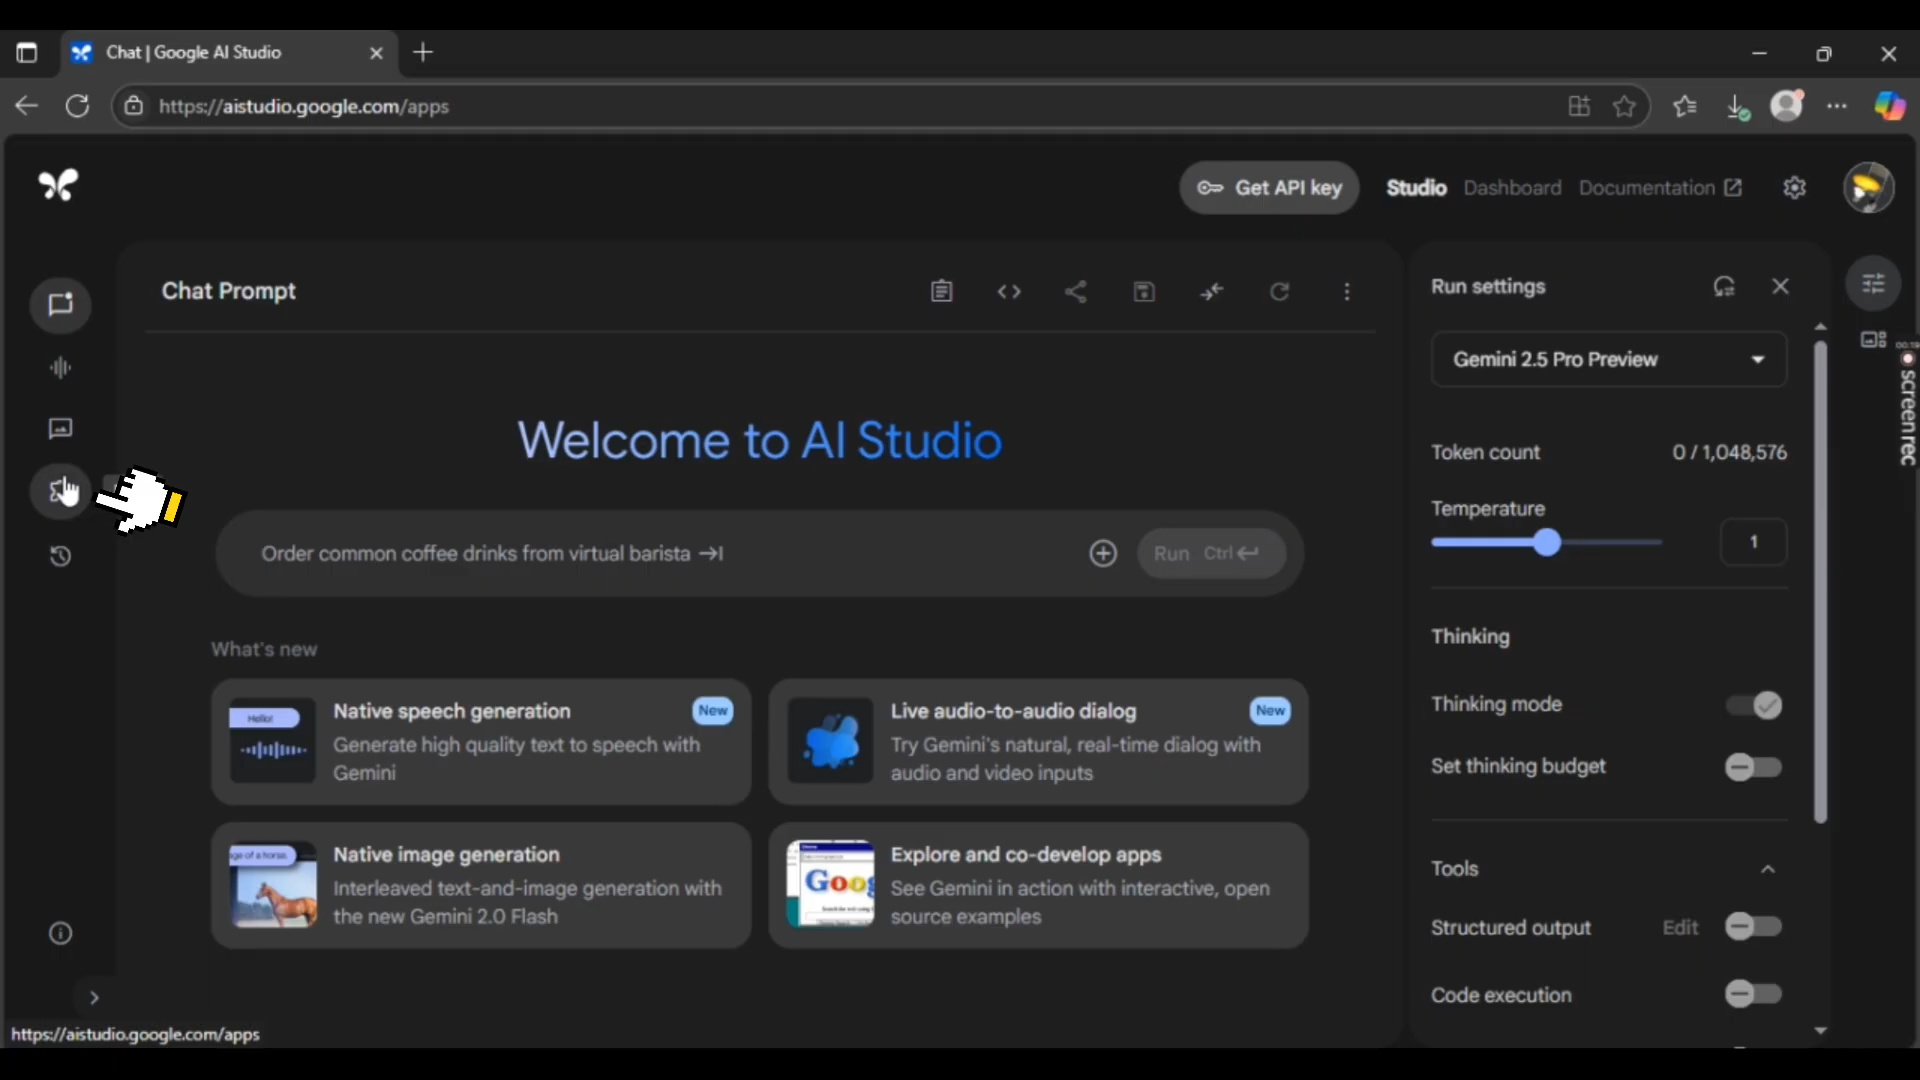 Chat | Google AI Studio
https://aistudio.google.com/apps
Get API key
Studio
Dashboard
Documentation
Chat Prompt
Run settings
Gemini 2.5 Pro Preview
Welcome to AI Studio
Token count
0 / 1,048,576
Temperature
1
Order common coffee drinks from virtual barista
Run Ctrl
Thinking
Thinking mode
Set thinking budget
What's new
Hello!
Native speech generation
New
Generate high quality text to speech with
Gemini
Live audio-to-audio dialog
New
Try Gemini's natural, real-time dialog with
audio and video inputs
age of a horse.
Native image generation
Interleaved text-and-image generation with
the new Gemini 2.0 Flash
Goog
Explore and co-develop apps
See Gemini in action with interactive, open
source examples
Tools
Structured output
Edit
Code execution
screenrec
https://aistudio.google.com/apps